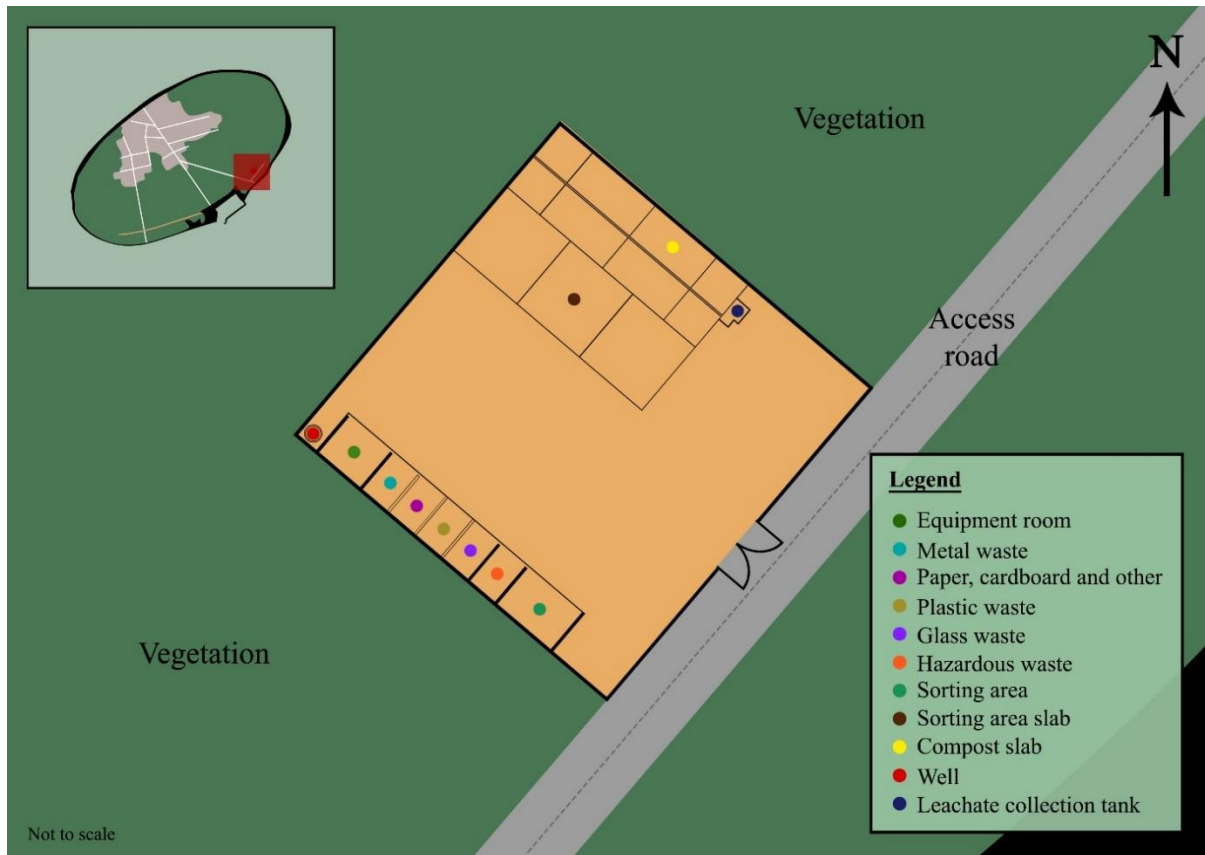 N
Vegetation
Access
road
Vegetation
Legend
Equipment room
Metal waste
Paper, cardboard and other
Plastic waste
Glass waste
Hazardous waste
Sorting area
Sorting area slab
Compost slab
Well
Leachate collection tank
Not to scale